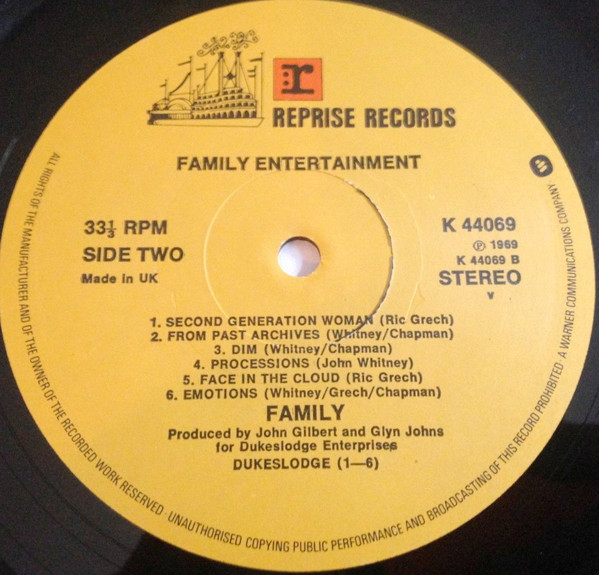 :r
REPRISE RECORDS
FAMILY ENTERTAINMENT
33⅓ RPM
SIDE TWO
Made in UK
K 44069
℗ 1969
K 44069 B
STEREO
v
1. SECOND GENERATION WOMAN (Ric Grech)
2. FROM PAST ARCHIVES (Whitney/Chapman)
3. DIM (Whitney/Chapman)
4. PROCESSIONS (John Whitney)
5. FACE IN THE CLOUD (Ric Grech)
6. EMOTIONS (Whitney/Grech/Chapman)
FAMILY
Produced by John Gilbert and Glyn Johns
for Dukeslodge Enterprises
DUKESLODGE (1—6)
ALL RIGHTS OF THE MANUFACTURER AND OF THE OWNER OF THE RECORDED WORK RESERVED · UNAUTHORISED COPYING PUBLIC PERFORMANCE AND BROADCASTING OF THIS RECORD PROHIBITED · A WARNER COMMUNICATIONS COMPANY